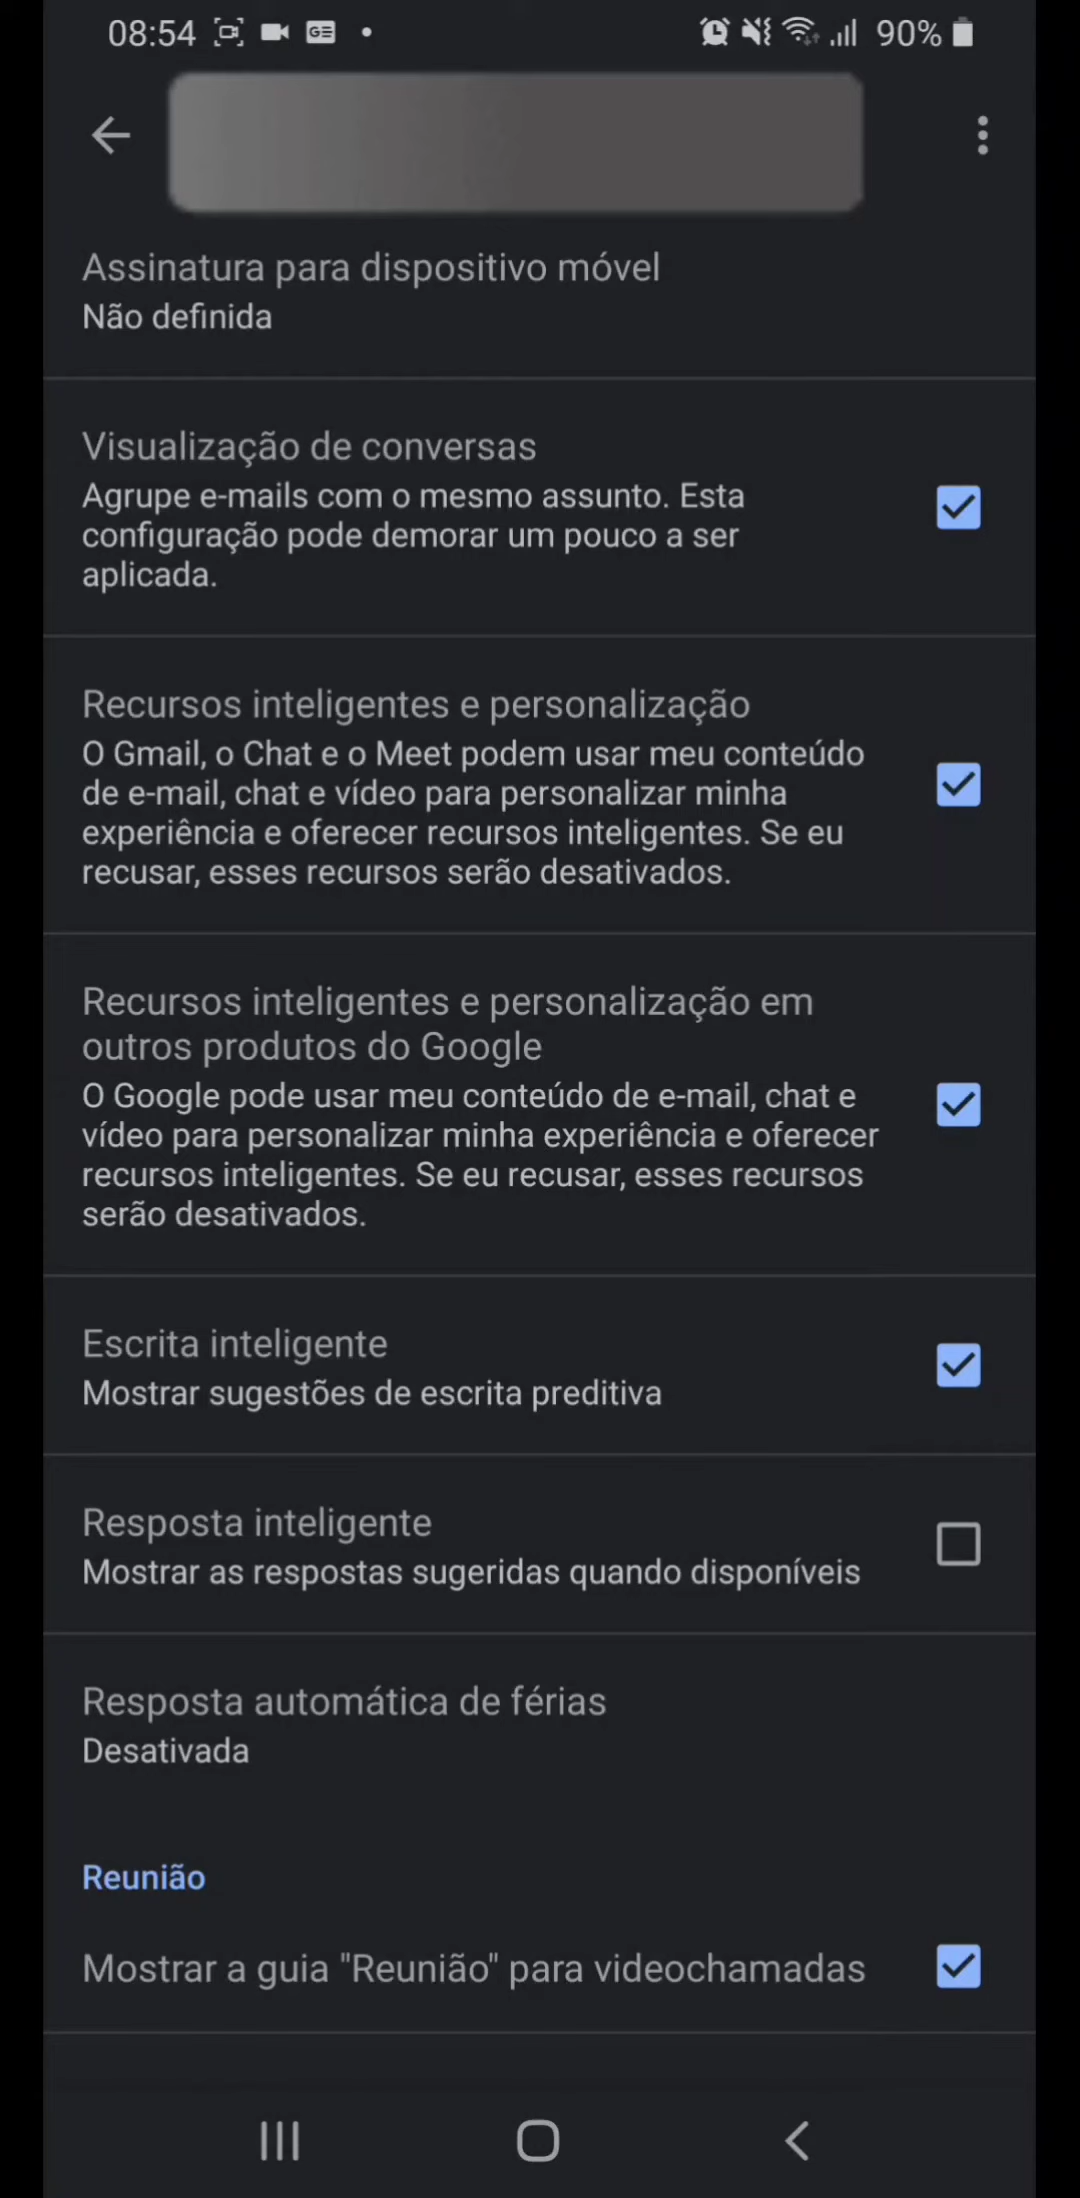 08:54
90%
Assinatura para dispositivo móvel
Não definida
Visualização de conversas
Agrupe e-mails com o mesmo assunto. Esta
configuração pode demorar um pouco a ser
aplicada.
Recursos inteligentes e personalização
O Gmail, o Chat e o Meet podem usar meu conteúdo
de e-mail, chat e vídeo para personalizar minha
experiência e oferecer recursos inteligentes. Se eu
recusar, esses recursos serão desativados.
Recursos inteligentes e personalização em
outros produtos do Google
O Google pode usar meu conteúdo de e-mail, chat e
vídeo para personalizar minha experiência e oferecer
recursos inteligentes. Se eu recusar, esses recursos
serão desativados.
Escrita inteligente
Mostrar sugestões de escrita preditiva
Resposta inteligente
Mostrar as respostas sugeridas quando disponíveis
Resposta automática de férias
Desativada
Reunião
Mostrar a guia "Reunião" para videochamadas